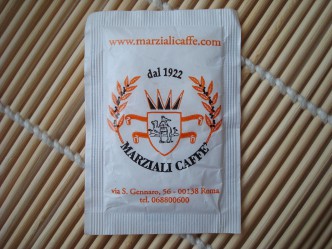 www.marzialicaffe.com
dal 1922
MARZIALI CAFFE'
via S. Gennaro, 56 - 00138 Roma
tel. 068800600